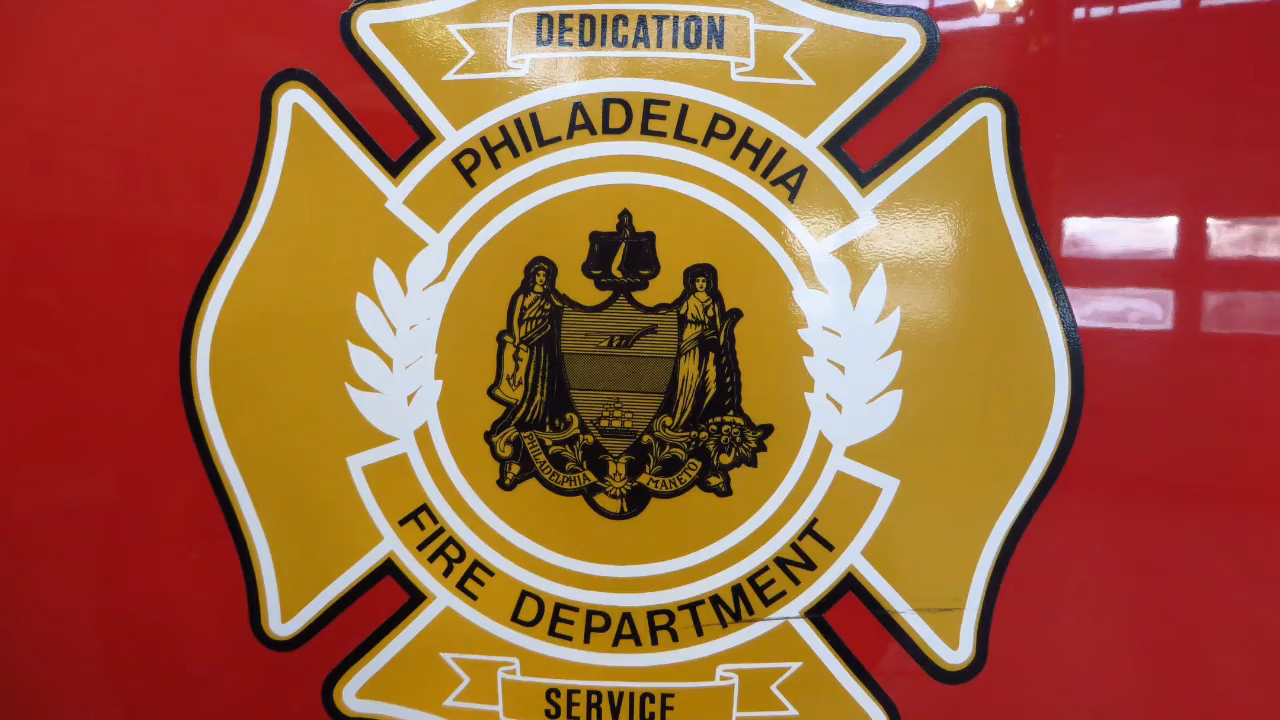 DEDICATION
PHILADELPHIA
PHILADELPHIA MANETO
FIRE DEPARTMENT
SERVICE